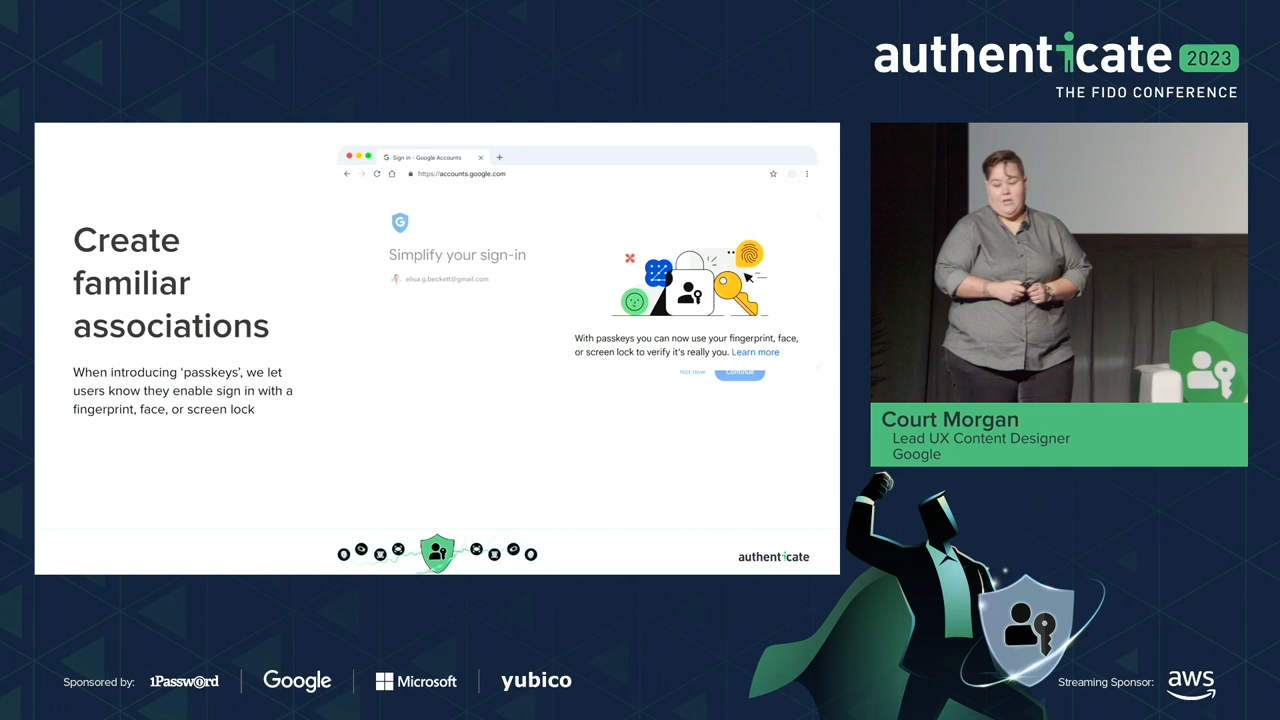 authenticate 2023
THE FIDO CONFERENCE
Create
familiar
associations
When introducing ‘passkeys’, we let
users know they enable sign in with a
fingerprint, face, or screen lock
Sign in - Google Accounts
https://accounts.google.com
G
Simplify your sign-in
elisa.g.beckett@gmail.com
With passkeys you can now use your fingerprint, face,
or screen lock to verify it’s really you. Learn more
Not now
Continue
authenticate
Court Morgan
Lead UX Content Designer
Google
Sponsored by:
1Password
Google
Microsoft
yubico
Streaming Sponsor:
aws